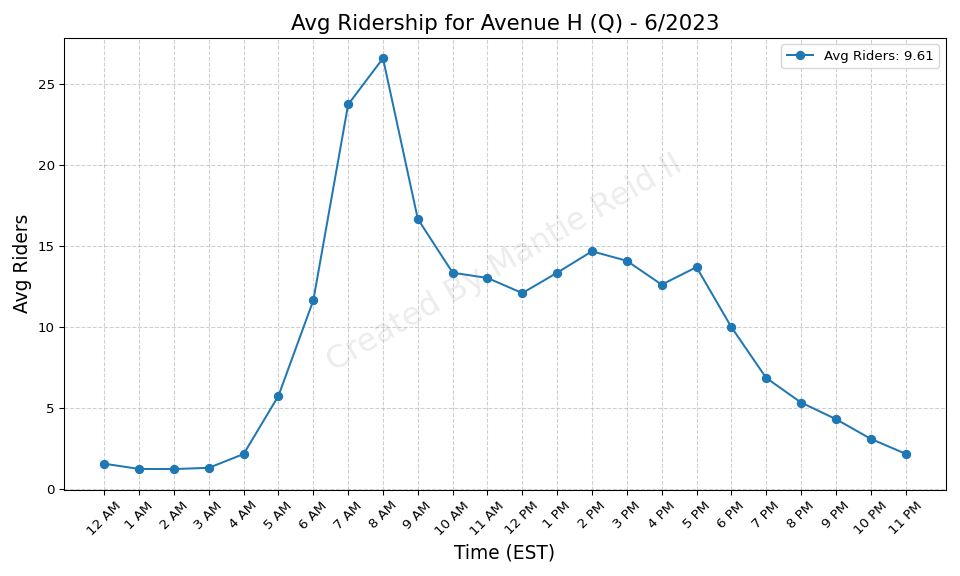 Avg Ridership for Avenue H (Q) - 6/2023
Avg Riders: 9.61
Avg Riders
25
20
15
10
5
0
Created By Mantle Reid II
12 AM
1 AM
2 AM
3 AM
4 AM
5 AM
6 AM
7 AM
8 AM
9 AM
10 AM
11 AM
12 PM
1 PM
2 PM
3 PM
4 PM
5 PM
6 PM
7 PM
8 PM
9 PM
10 PM
11 PM
Time (EST)